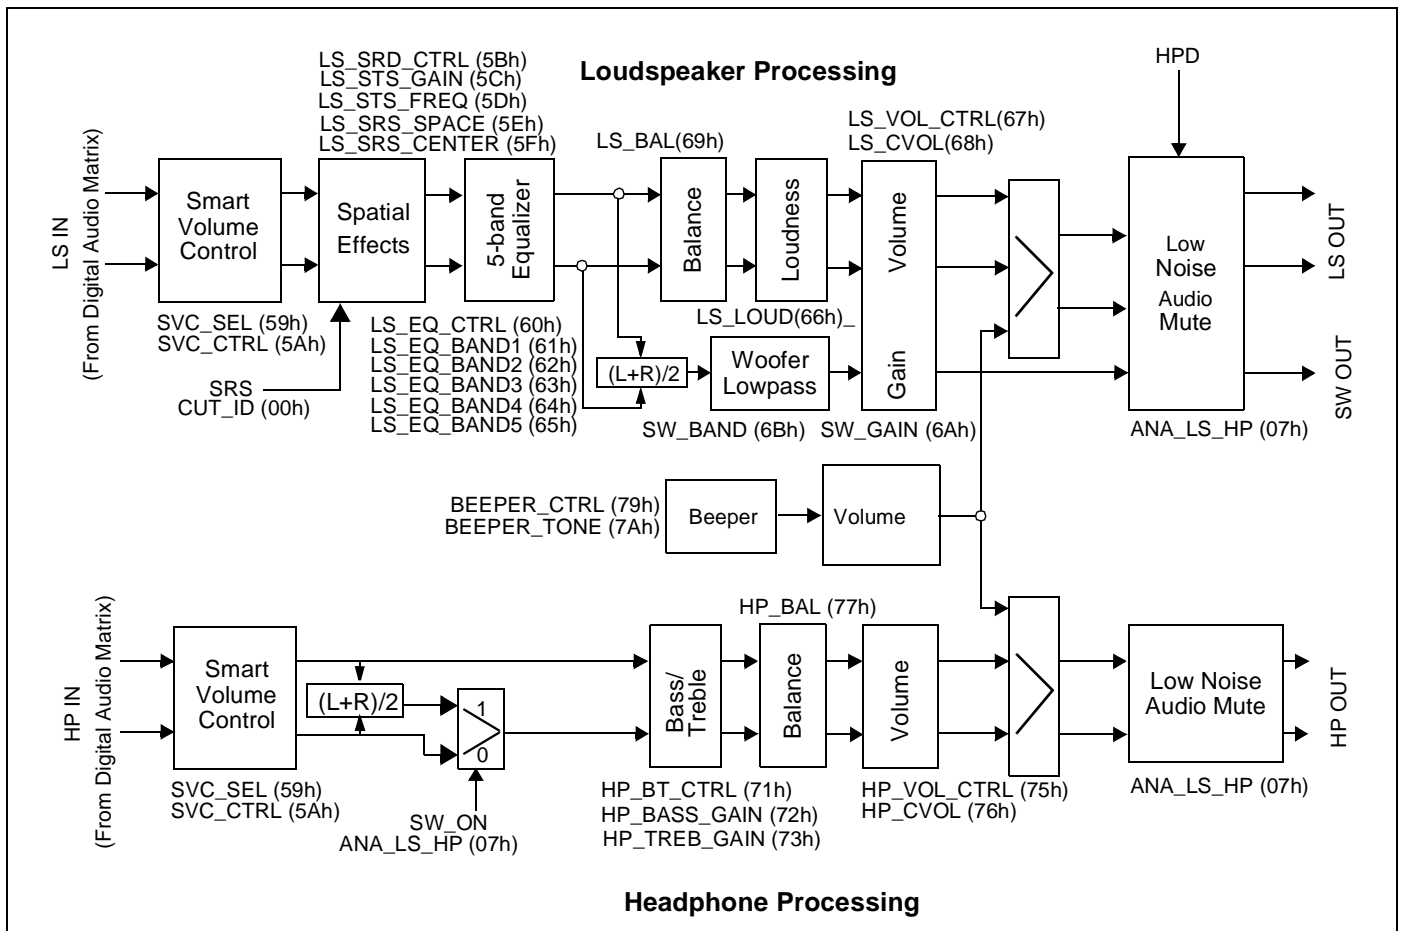 LS_SRD_CTRL (5Bh)
LS_STS_GAIN (5Ch)
LS_STS_FREQ (5Dh)
LS_SRS_SPACE (5Eh)
LS_SRS_CENTER (5Fh)
Loudspeaker Processing
HPD
LS_BAL(69h)
LS_VOL_CTRL(67h)
LS_CVOL(68h)
LS IN
(From Digital Audio Matrix)
Smart
Volume
Control
Spatial
Effects
5-band
Equalizer
Balance
Loudness
Volume
Gain
Low
Noise
Audio
Mute
LS OUT
SW OUT
SVC_SEL (59h)
SVC_CTRL (5Ah)
SRS
CUT_ID (00h)
LS_EQ_CTRL (60h)
LS_EQ_BAND1 (61h)
LS_EQ_BAND2 (62h)
LS_EQ_BAND3 (63h)
LS_EQ_BAND4 (64h)
LS_EQ_BAND5 (65h)
LS_LOUD(66h)_
(L+R)/2
Woofer
Lowpass
SW_BAND (6Bh)
SW_GAIN (6Ah)
ANA_LS_HP (07h)
BEEPER_CTRL (79h)
BEEPER_TONE (7Ah)
Beeper
Volume
HP IN
(From Digital Audio Matrix)
Smart
Volume
Control
(L+R)/2
1
0
Bass/
Treble
HP_BAL (77h)
Balance
Volume
Low Noise
Audio Mute
HP OUT
SVC_SEL (59h)
SVC_CTRL (5Ah)
SW_ON
ANA_LS_HP (07h)
HP_BT_CTRL (71h)
HP_BASS_GAIN (72h)
HP_TREB_GAIN (73h)
HP_VOL_CTRL (75h)
HP_CVOL (76h)
ANA_LS_HP (07h)
Headphone Processing